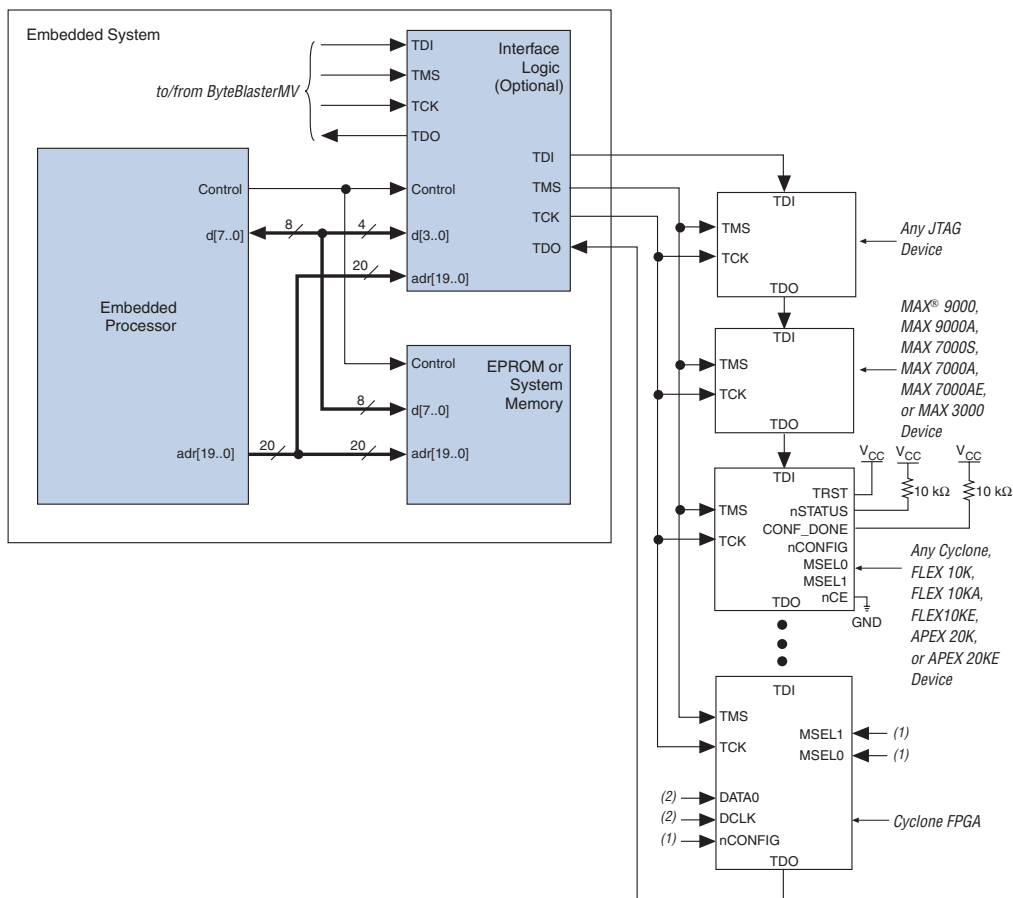 Embedded System
to/from ByteBlasterMV
TDI
TMS
TCK
TDO
Interface
Logic
(Optional)
TDI
TMS
TCK
TDO
Control
d[3..0]
adr[19..0]
Control
d[7..0]
8
4
20
Embedded
Processor
adr[19..0]
20
20
8
Control
d[7..0]
adr[19..0]
EPROM or
System
Memory
TDI
TMS
TCK
TDO
Any JTAG
Device
TDI
TMS
TCK
TDO
MAX® 9000,
MAX 9000A,
MAX 7000S,
MAX 7000A,
MAX 7000AE,
or MAX 3000
Device
VCC
VCC
VCC
10 kΩ
10 kΩ
TDI
TMS
TCK
TRST
nSTATUS
CONF_DONE
nCONFIG
MSEL0
MSEL1
nCE
TDO
GND
Any Cyclone,
FLEX 10K,
FLEX 10KA,
FLEX10KE,
APEX 20K,
or APEX 20KE
Device
TDI
TMS
TCK
MSEL1
(1)
MSEL0
(1)
(2)
DATA0
(2)
DCLK
(1)
nCONFIG
TDO
Cyclone FPGA